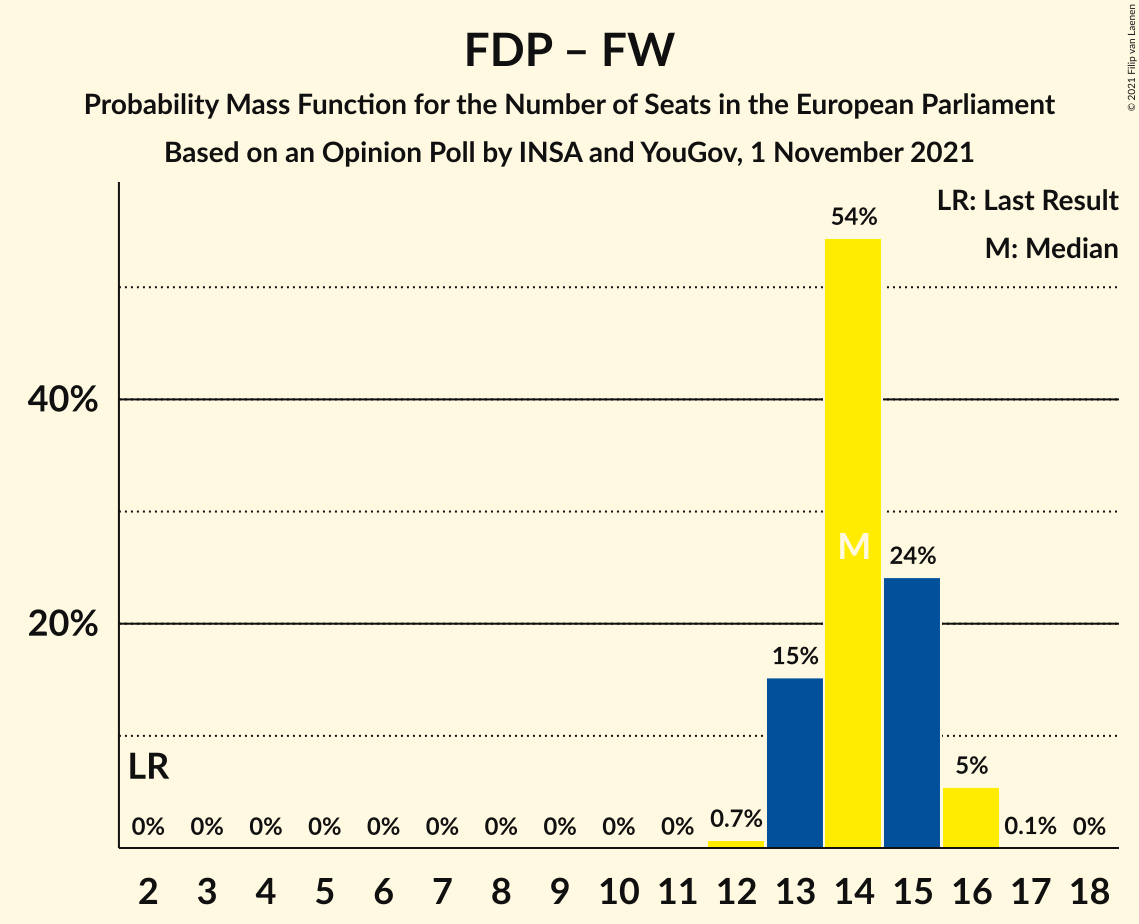 FDP – FW
Probability Mass Function for the Number of Seats in the European Parliament
Based on an Opinion Poll by INSA and YouGov, 1 November 2021
© 2021 Filip van Laenen
LR: Last Result
M: Median
40%
20%
LR
M
0% 0% 0% 0% 0% 0% 0% 0% 0% 0% 0.7% 15% 54% 24% 5% 0.1% 0%
2 3 4 5 6 7 8 9 10 11 12 13 14 15 16 17 18